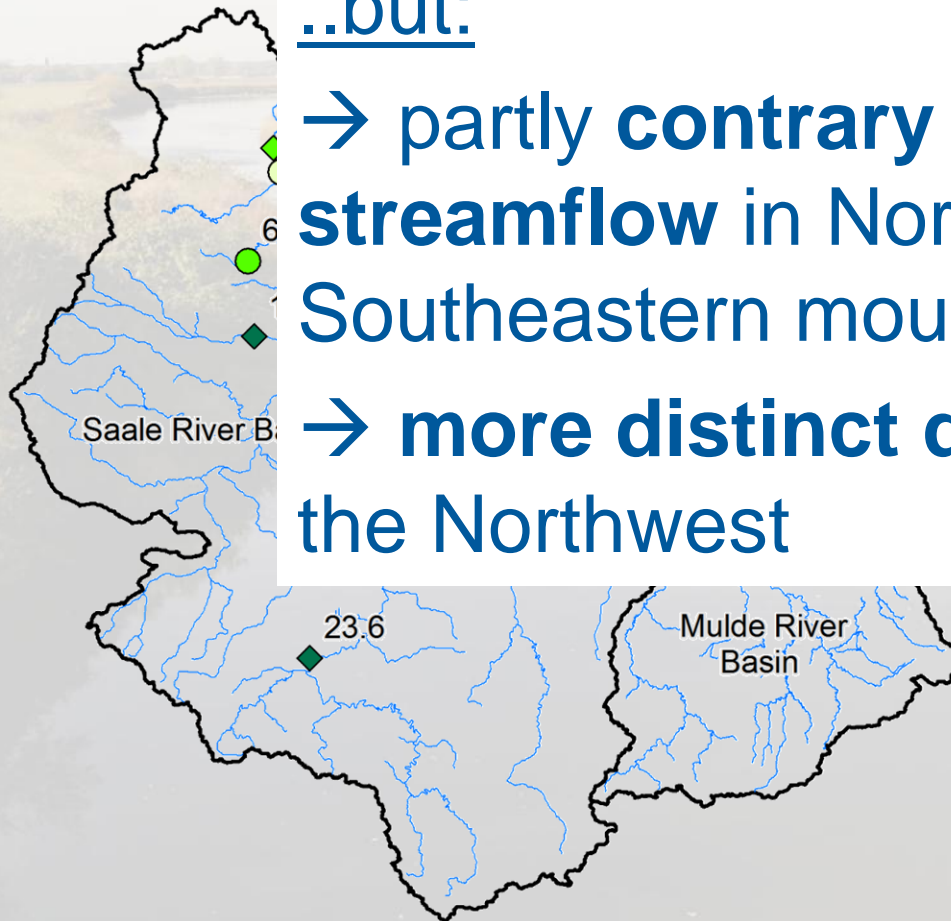 ..but:
→ partly contrary
streamflow in Nor
Southeastern mou
→ more distinct
the Northwest
6
Saale River Ba
23.6
Mulde River
Basin